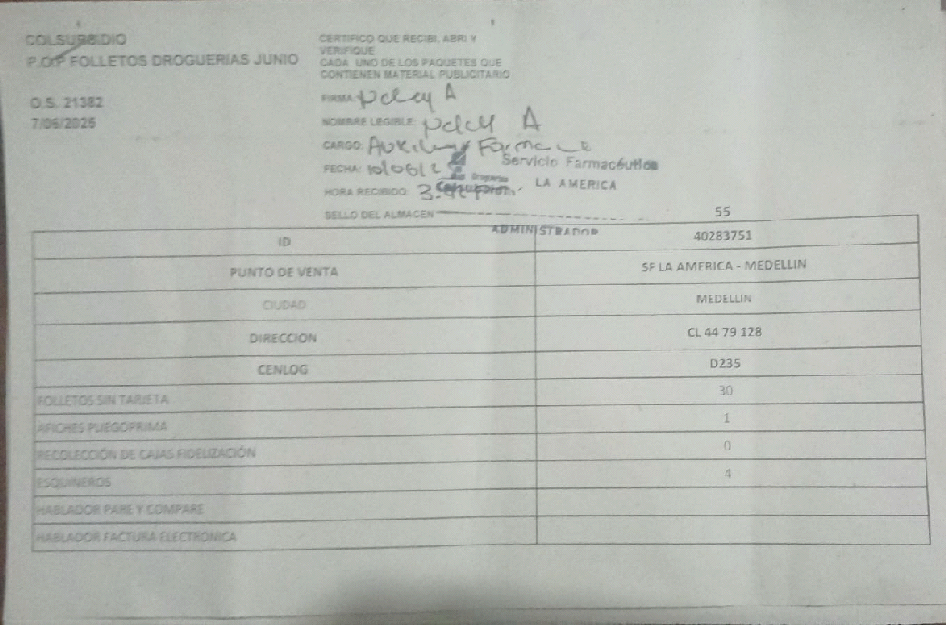 COLSUBSIDIO
P.O.P FOLLETOS DROGUERIAS JUNIO
O.S. 21382
7/06/2025
CERTIFICO QUE RECIBI, ABRI Y
VERIFIQUE
CADA UNO DE LOS PAQUETES QUE
CONTIENEN MATERIAL PUBLICITARIO
FIRMA:
NOMBRE LEGIBLE: A
CARGO:
FECHA:
Servicio Farmacéutico
HORA RECIBIDO:
LA AMERICA
SELLO DEL ALMACEN
ADMINISTRADOR
55
ID 40283751
PUNTO DE VENTA SF LA AMERICA - MEDELLIN
CIUDAD MEDELLIN
DIRECCION CL 44 79 128
CENLOG D235
FOLLETOS SIN TARJETA 30
AFICHES PLIEGOPRIMA 1
RECOLECCIÓN DE CAJAS FIDELIZACIÓN 0
ESQUINEROS 4
HABLADOR PARE Y COMPARE
HABLADOR FACTURA ELECTRONICA